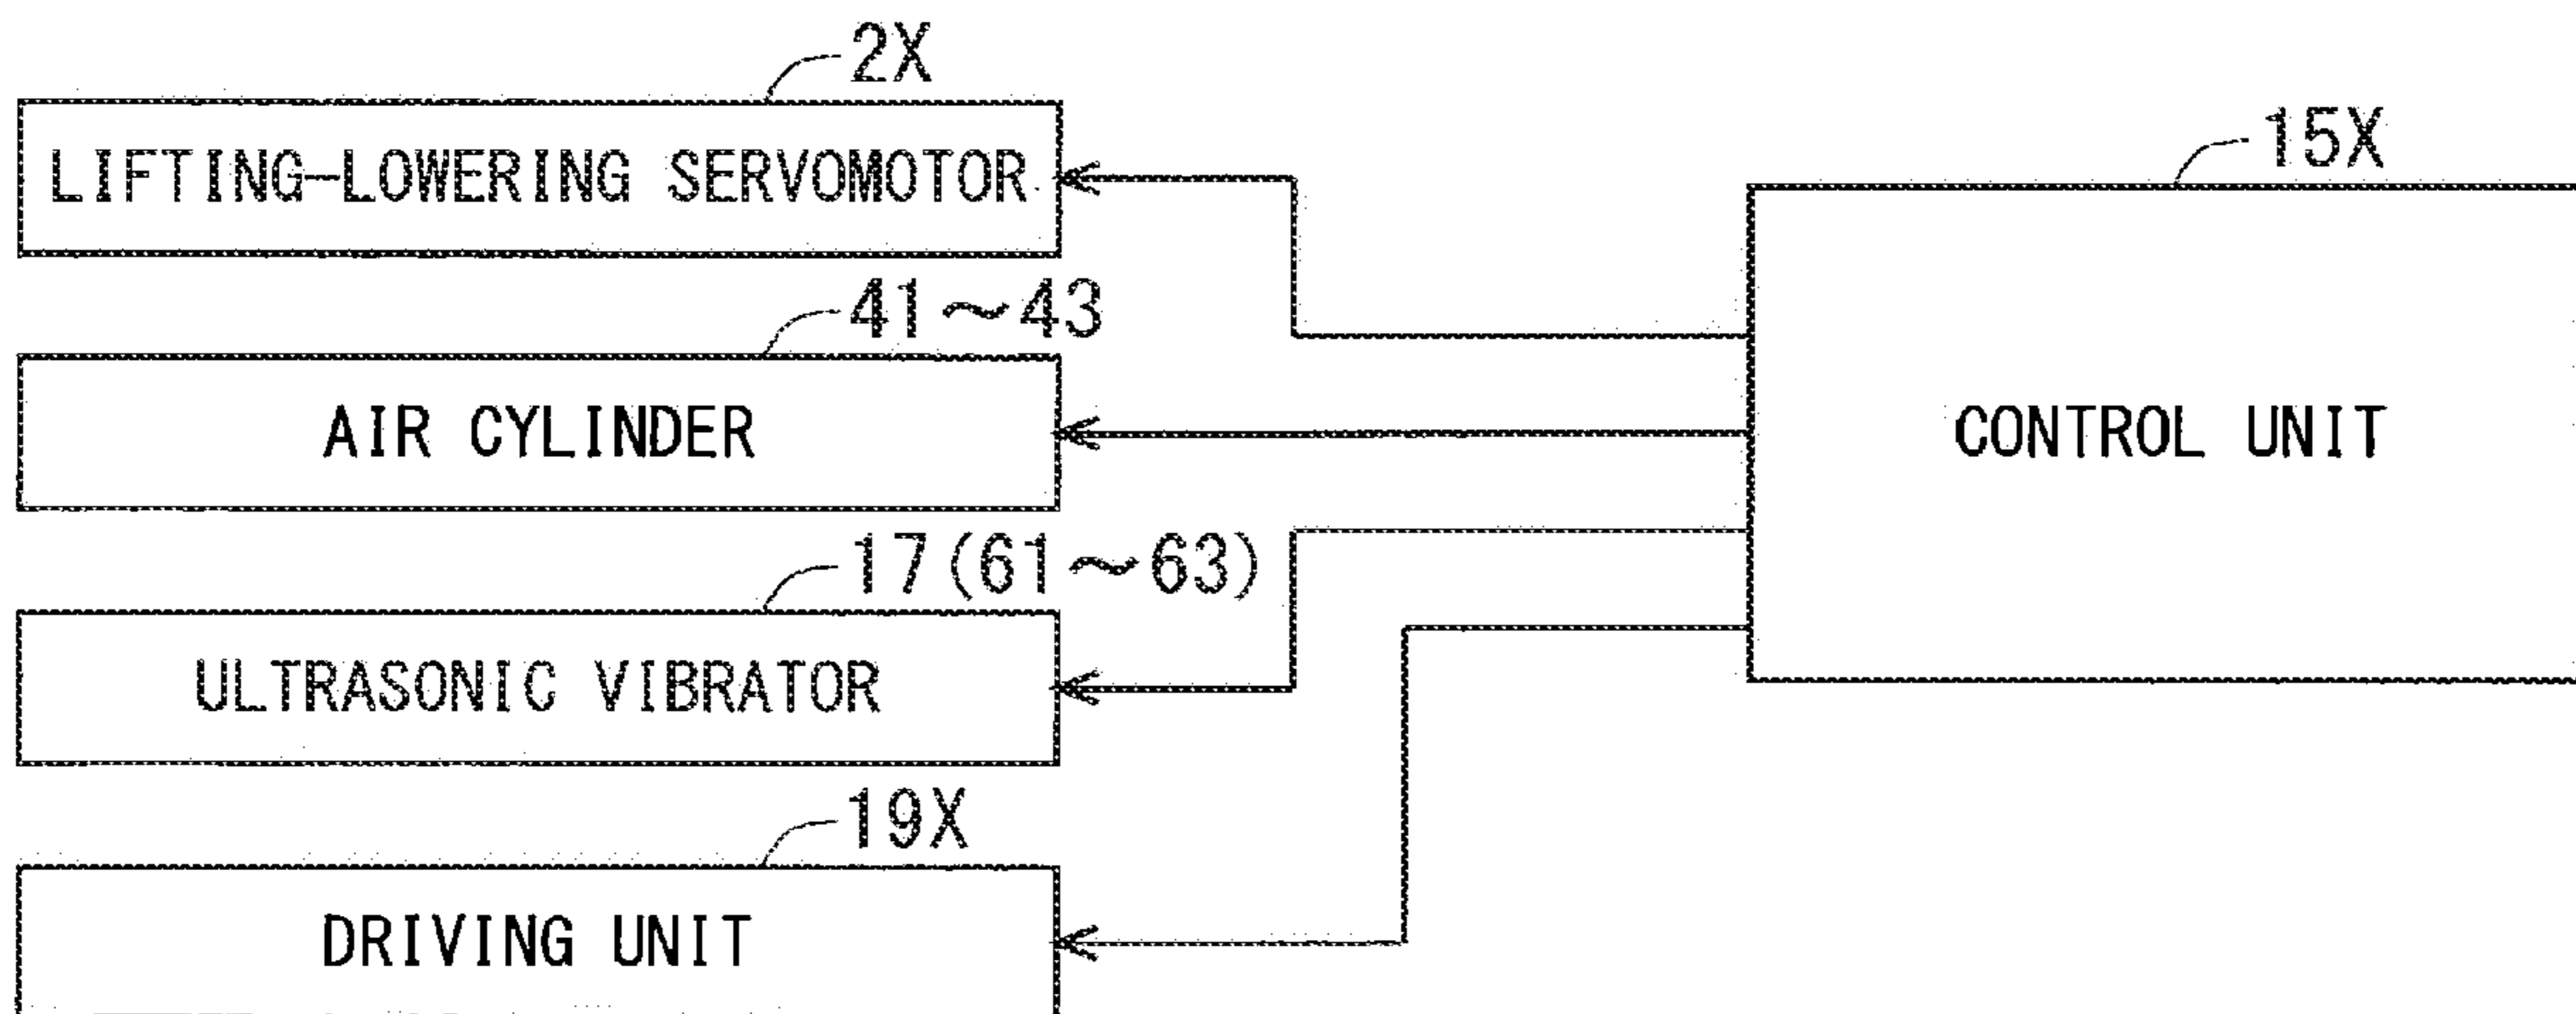 2X
LIFTING-LOWERING SERVOMOTOR
15X
41～43
AIR CYLINDER
CONTROL UNIT
17(61～63)
ULTRASONIC VIBRATOR
19X
DRIVING UNIT